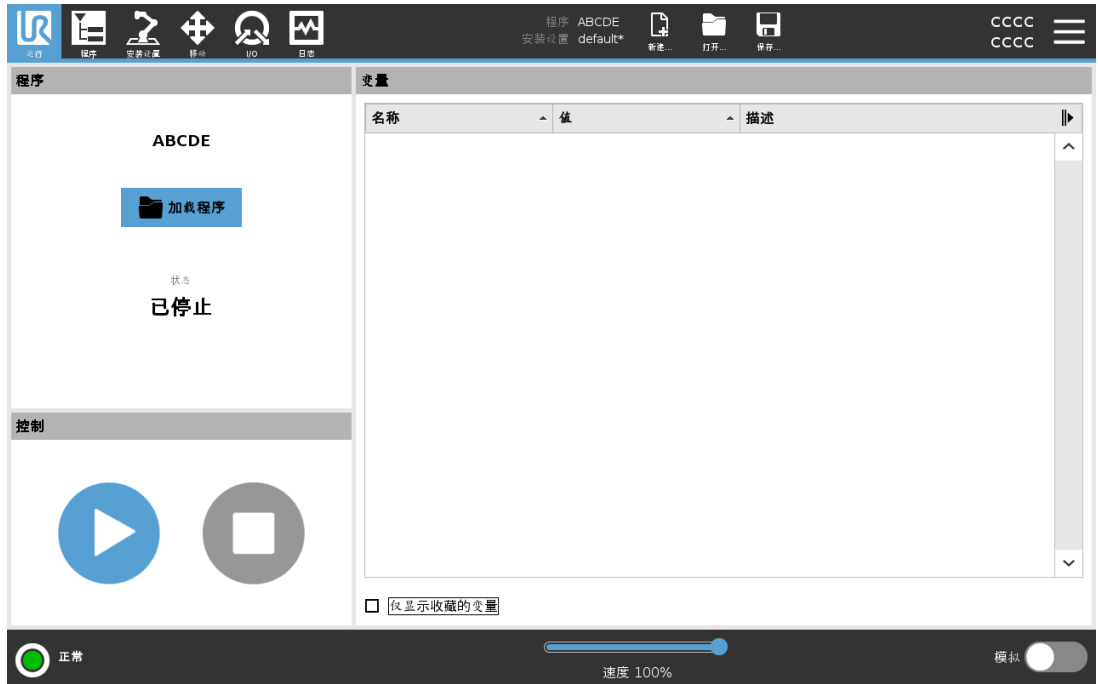 程序 ABCDE
安装设置 default*
CCCC
CCCC
运行
程序
安装设置
移动
I/O
日志
新建...
打开...
保存...
程序
ABCDE
加载程序
状态
已停止
控制
变量
名称
值
描述
仅显示收藏的变量
正常
速度 100%
模拟